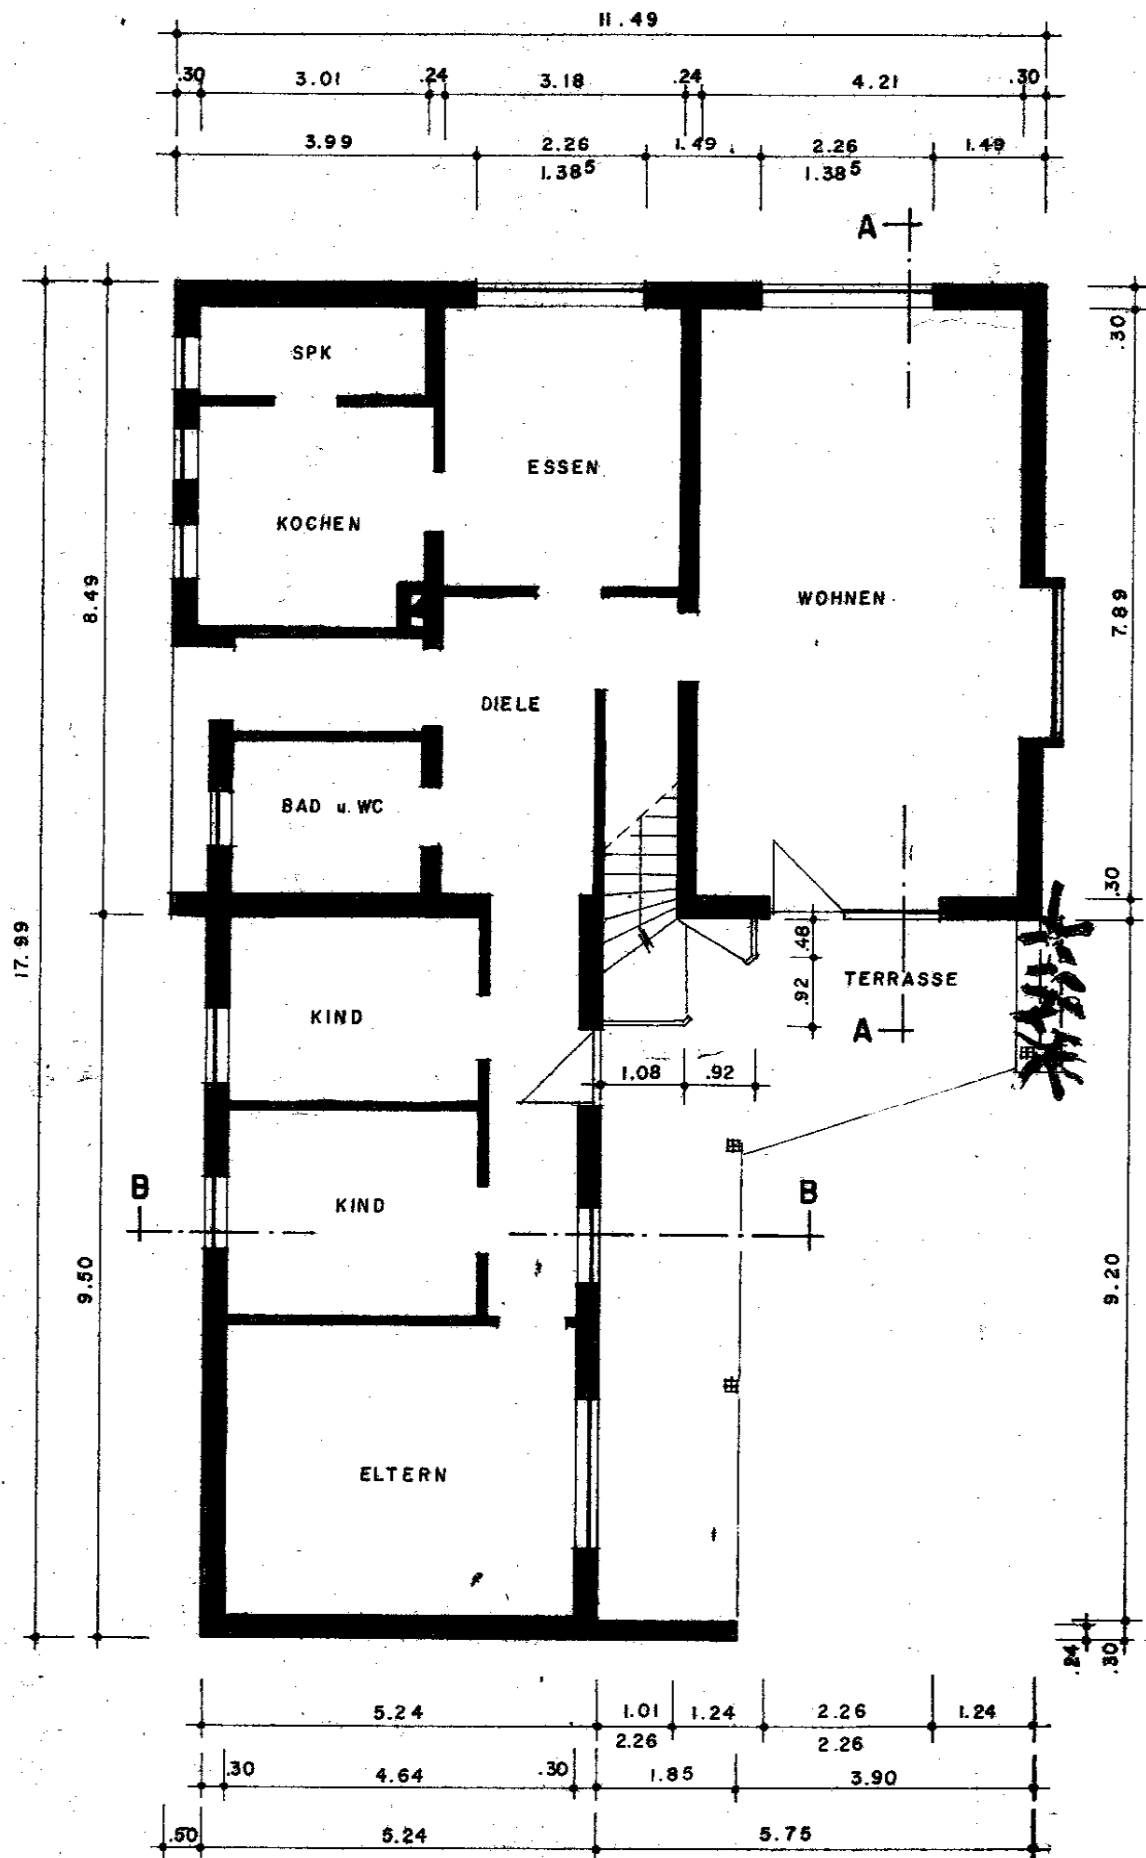 11.49
.30 3.01 .24 3.18 .24 4.21 .30
3.99 2.26 1.49 2.26 1.49
1.38⁵ 1.38⁵
A
SPK
.30
ESSEN
KOCHEN
8.49
WOHNEN
7.89
DIELE
BAD u. WC
.30
17.99
.48
.92
TERRASSE
KIND
A
1.08 .92
B
KIND
B
9.50
9.20
ELTERN
.24
.30
5.24 1.01 1.24 2.26 1.24
2.26 2.26
.30 4.64 .30 1.85 3.90
.50 5.24 5.75